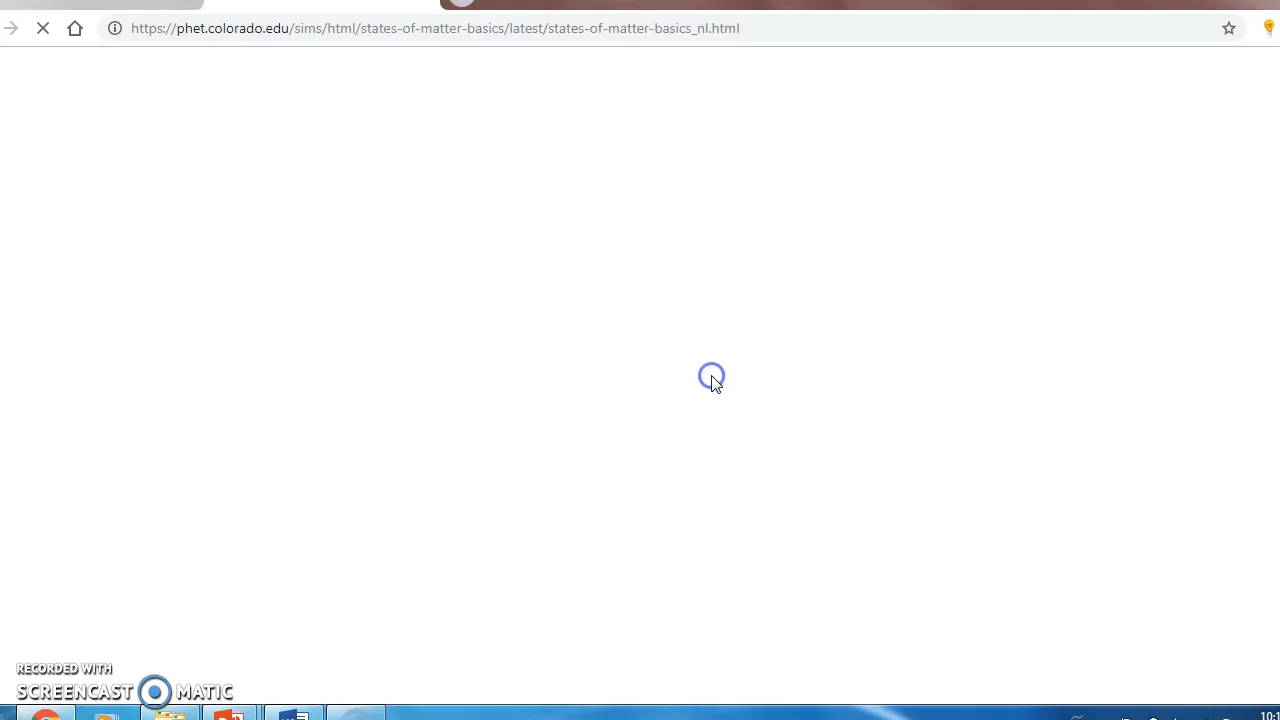 https://phet.colorado.edu/sims/html/states-of-matter-basics/latest/states-of-matter-basics_nl.html
RECORDED WITH
SCREENCAST MATIC